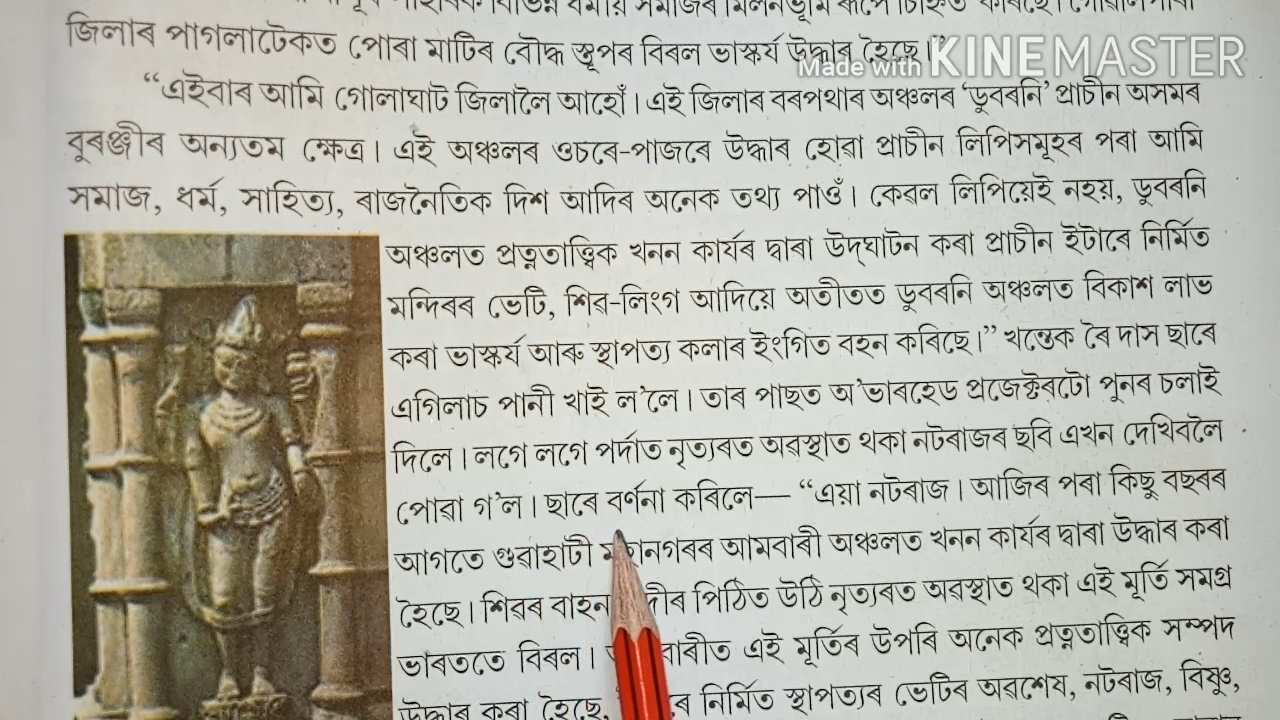 জিলাৰ পাগলাটেকত পোৰা মাটিৰ বৌদ্ধ স্তূপৰ বিৰল ভাস্কৰ্য উদ্ধাৰ হৈছে।”
Made with KINEMASTER
“এইবাৰ আমি গোলাঘাট জিলালৈ আহোঁ। এই জিলাৰ বৰপথাৰ অঞ্চলৰ ‘ডুবৰনি’ প্ৰাচীন অসমৰ
বুৰঞ্জীৰ অন্যতম ক্ষেত্ৰ। এই অঞ্চলৰ ওচৰে-পাজৰে উদ্ধাৰ হোৱা প্ৰাচীন লিপিসমূহৰ পৰা আমি
সমাজ, ধৰ্ম, সাহিত্য, ৰাজনৈতিক দিশ আদিৰ অনেক তথ্য পাওঁ। কেৱল লিপিয়েই নহয়, ডুবৰনি
অঞ্চলত প্ৰত্নতাত্ত্বিক খনন কাৰ্যৰ দ্বাৰা উদ্‌ঘাটন কৰা প্ৰাচীন ইটাৰে নিৰ্মিত
মন্দিৰৰ ভেটি, শিৱ-লিংগ আদিয়ে অতীতত ডুবৰনি অঞ্চলত বিকাশ লাভ
কৰা ভাস্কৰ্য আৰু স্থাপত্য কলাৰ ইংগিত বহন কৰিছে।” খন্তেক ৰৈ দাস ছাৰে
এগিলাচ পানী খাই ল’লে। তাৰ পাছত অ’ভাৰহেড প্ৰজেক্টৰটো পুনৰ চলাই
দিলে। লগে লগে পৰ্দাত নৃত্যৰত অৱস্থাত থকা নটৰাজৰ ছবি এখন দেখিবলৈ
পোৱা গ’ল। ছাৰে বৰ্ণনা কৰিলে— “এয়া নটৰাজ। আজিৰ পৰা কিছু বছৰৰ
আগতে গুৱাহাটী মহানগৰৰ আমবাৰী অঞ্চলত খনন কাৰ্যৰ দ্বাৰা উদ্ধাৰ কৰা
হৈছে। শিৱৰ বাহন পিঠিত উঠি নৃত্যৰত অৱস্থাত থকা এই মূৰ্তি সমগ্ৰ
ভাৰততে বিৰল। এই মূৰ্তিৰ উপৰি অনেক প্ৰত্নতাত্ত্বিক সম্পদ
উদ্ধাৰ কৰা হৈছে, নিৰ্মিত স্থাপত্যৰ ভেটিৰ অৱশেষ, নটৰাজ, বিষ্ণু,